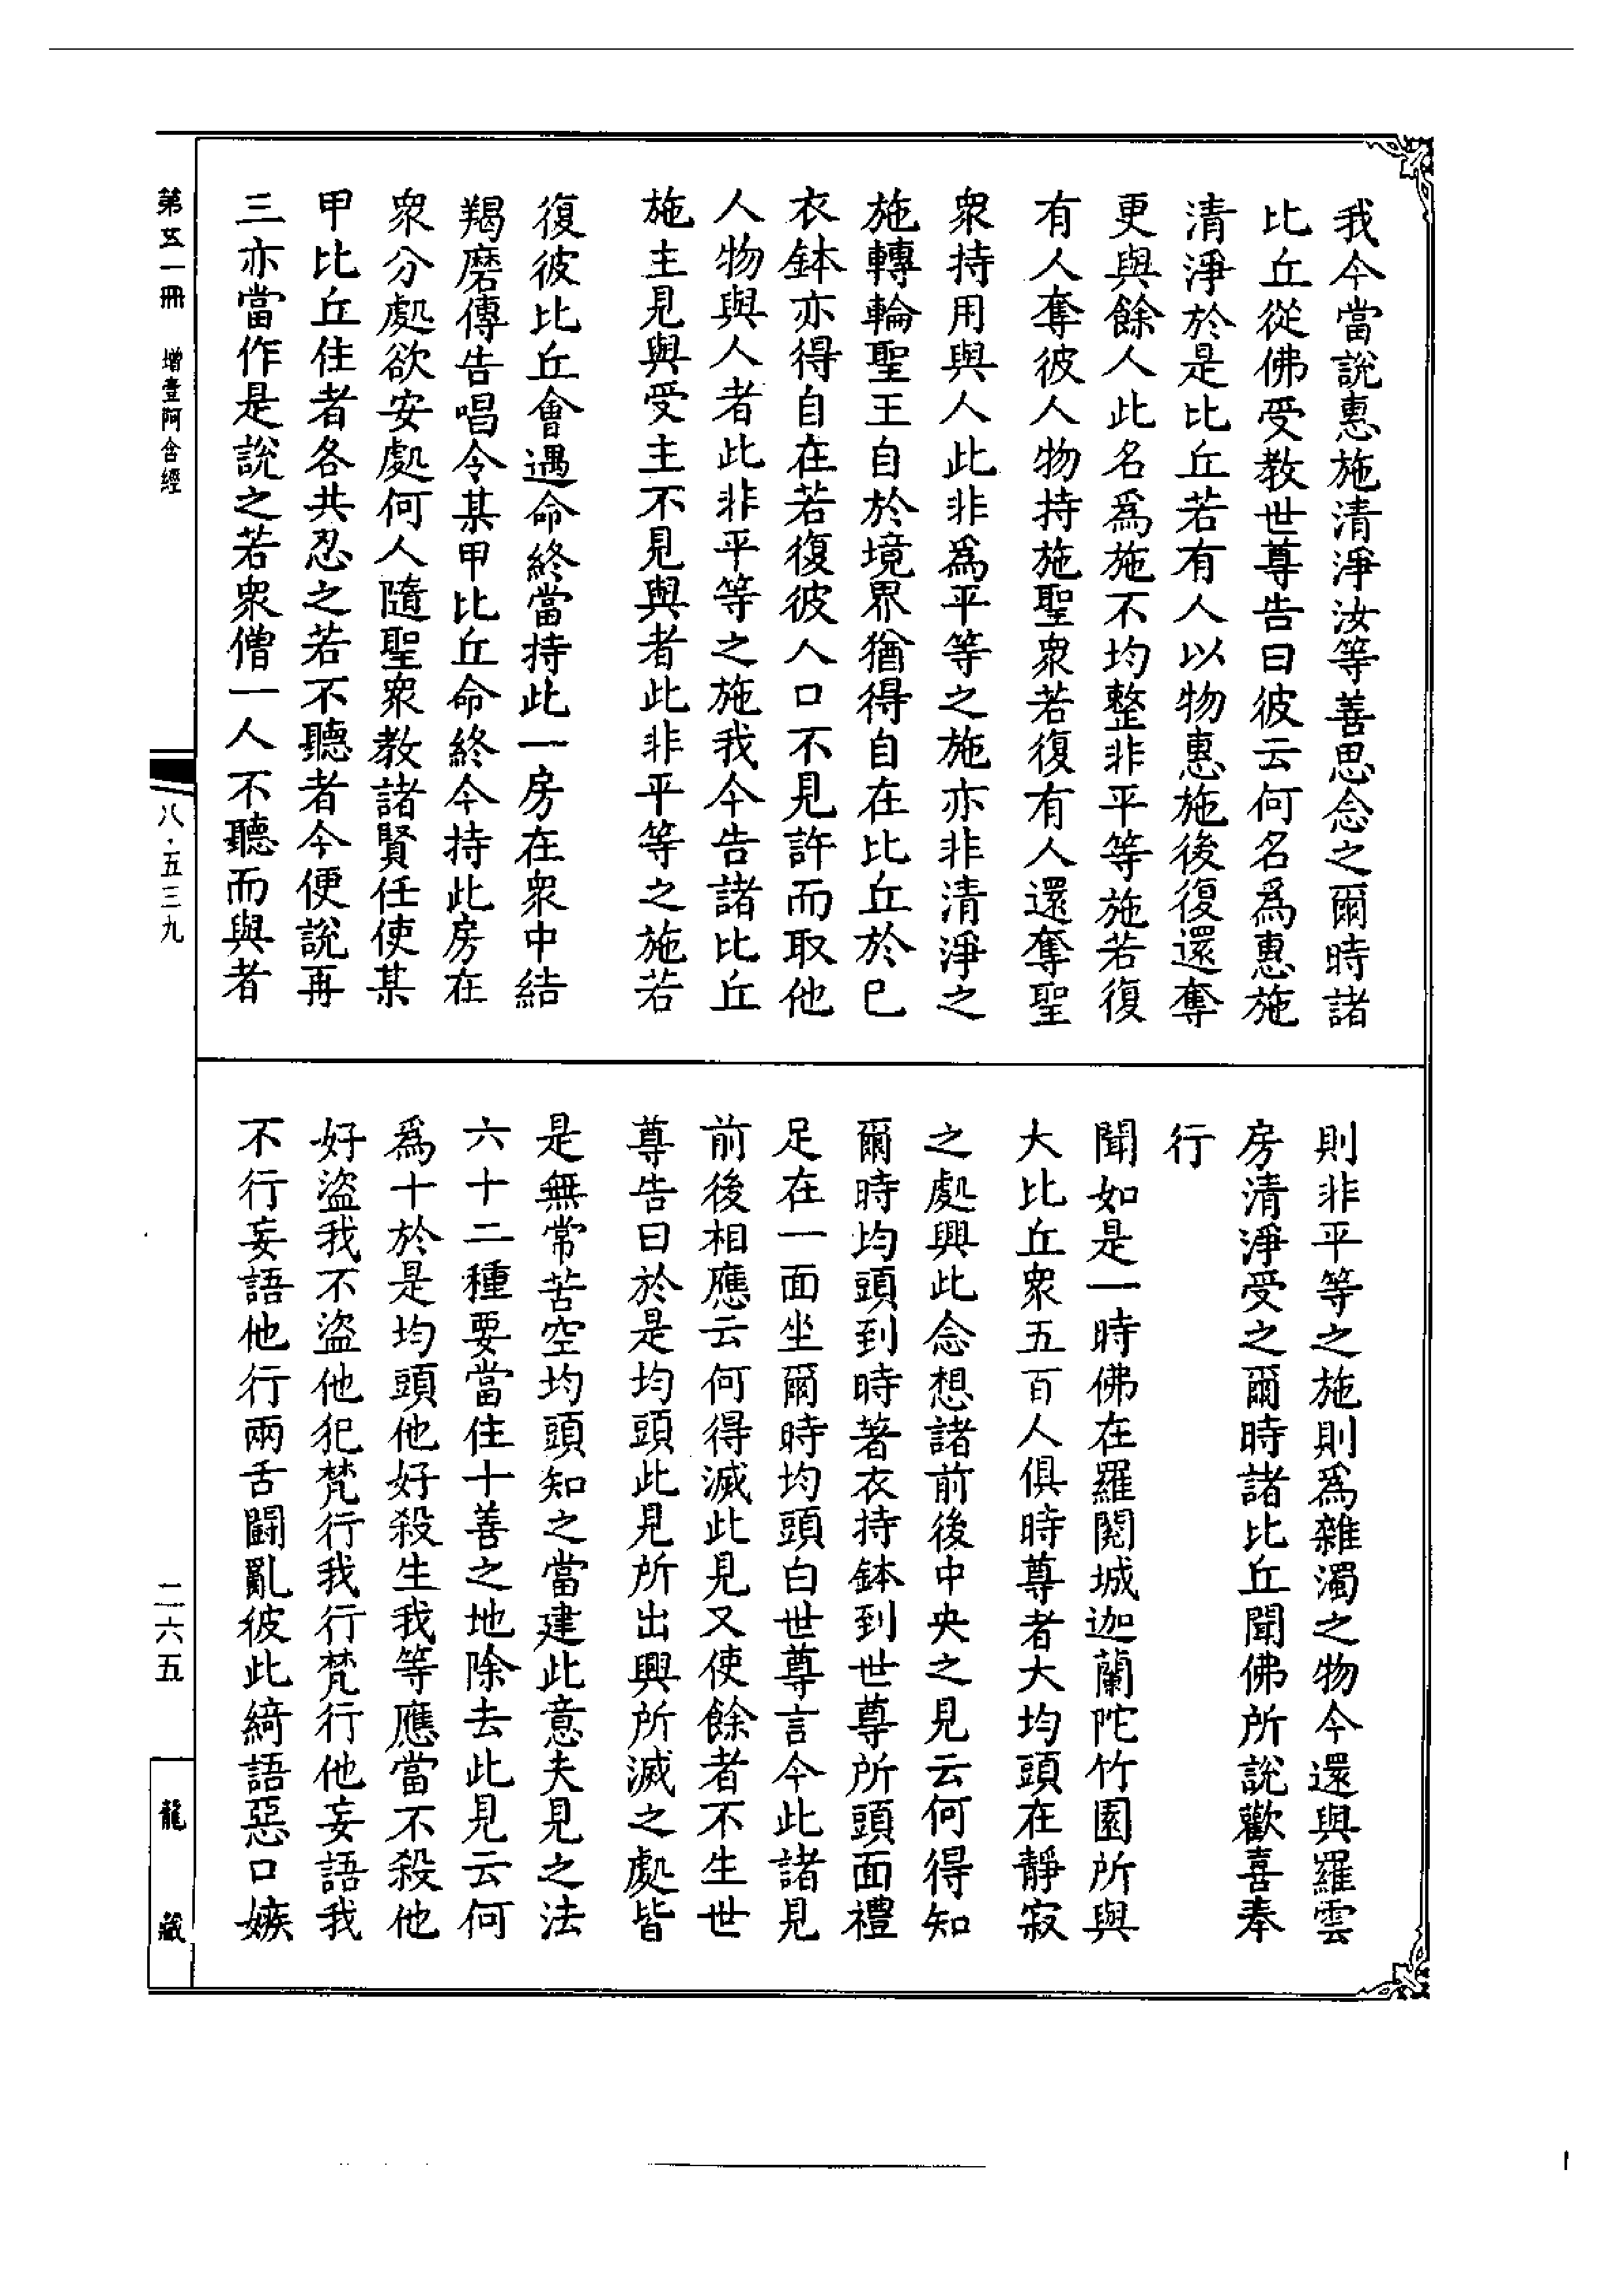 我今當說惠施清淨汝等善思念之爾時諸
比丘從佛受教世尊告曰彼云何名爲惠施
清淨於是比丘若有人以物惠施後復還奪
更與餘人此名爲施不均整非平等施若復
有人奪彼人物持施聖衆若復有人還奪聖
衆持用與人此非爲平等之施亦非清淨之
施轉輪聖王自於境界猶得自在比丘於已
衣鉢亦得自在若復彼人口不見許而取他
人物與人者此非平等之施我今告諸比丘
施主見與受主不見與者此非平等之施若
復彼比丘會遇命終當持此一房在衆中結
羯磨傳告唱令某甲比丘命終今持此房在
衆分處欲安處何人隨聖衆教諸賢任使某
甲比丘住者各共忍之若不聽者今便說再
三亦當作是說之若衆僧一人不聽而與者
則非平等之施則爲雜濁之物今還與羅雲
房清淨受之爾時諸比丘聞佛所說歡喜奉
行
聞如是一時佛在羅閱城迦蘭陀竹園所與
大比丘衆五百人俱時尊者大均頭在靜寂
之處興此念想諸前後中央之見云何得知
爾時均頭到時著衣持鉢到世尊所頭面禮
足在一面坐爾時均頭白世尊言今此諸見
前後相應云何得滅此見又使餘者不生世
尊告曰於是均頭此見所出興所滅之處皆
是無常苦空均頭知之當建此意夫見之法
六十二種要當住十善之地除去此見云何
爲十於是均頭他好殺生我等應當不殺他
好盜我不盜他犯梵行我行梵行他妄語我
不行妄語他行兩舌鬪亂彼此綺語惡口嫉
第五一冊 增壹阿含經
八·五三九
二六五
龍藏